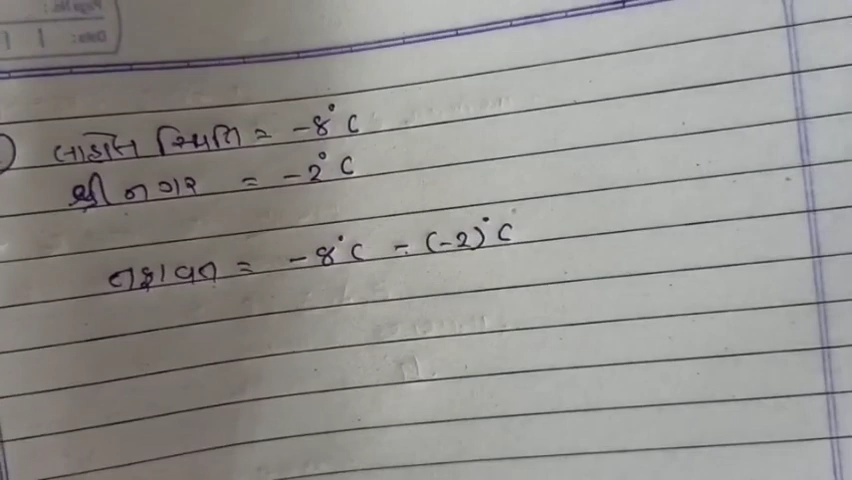 લાહોલ સ્પિતિ = -8°C
શ્રીનગર = -2°C
તફાવત = -8°C - (-2)°C